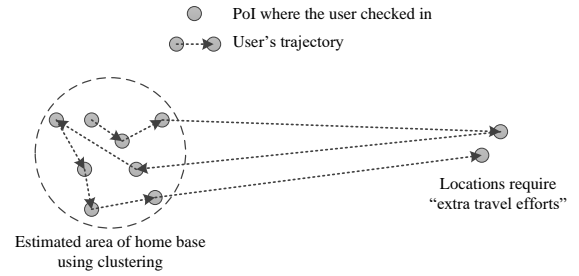 PoI where the user checked in
User's trajectory
Locations require
“extra travel efforts”
Estimated area of home base
using clustering